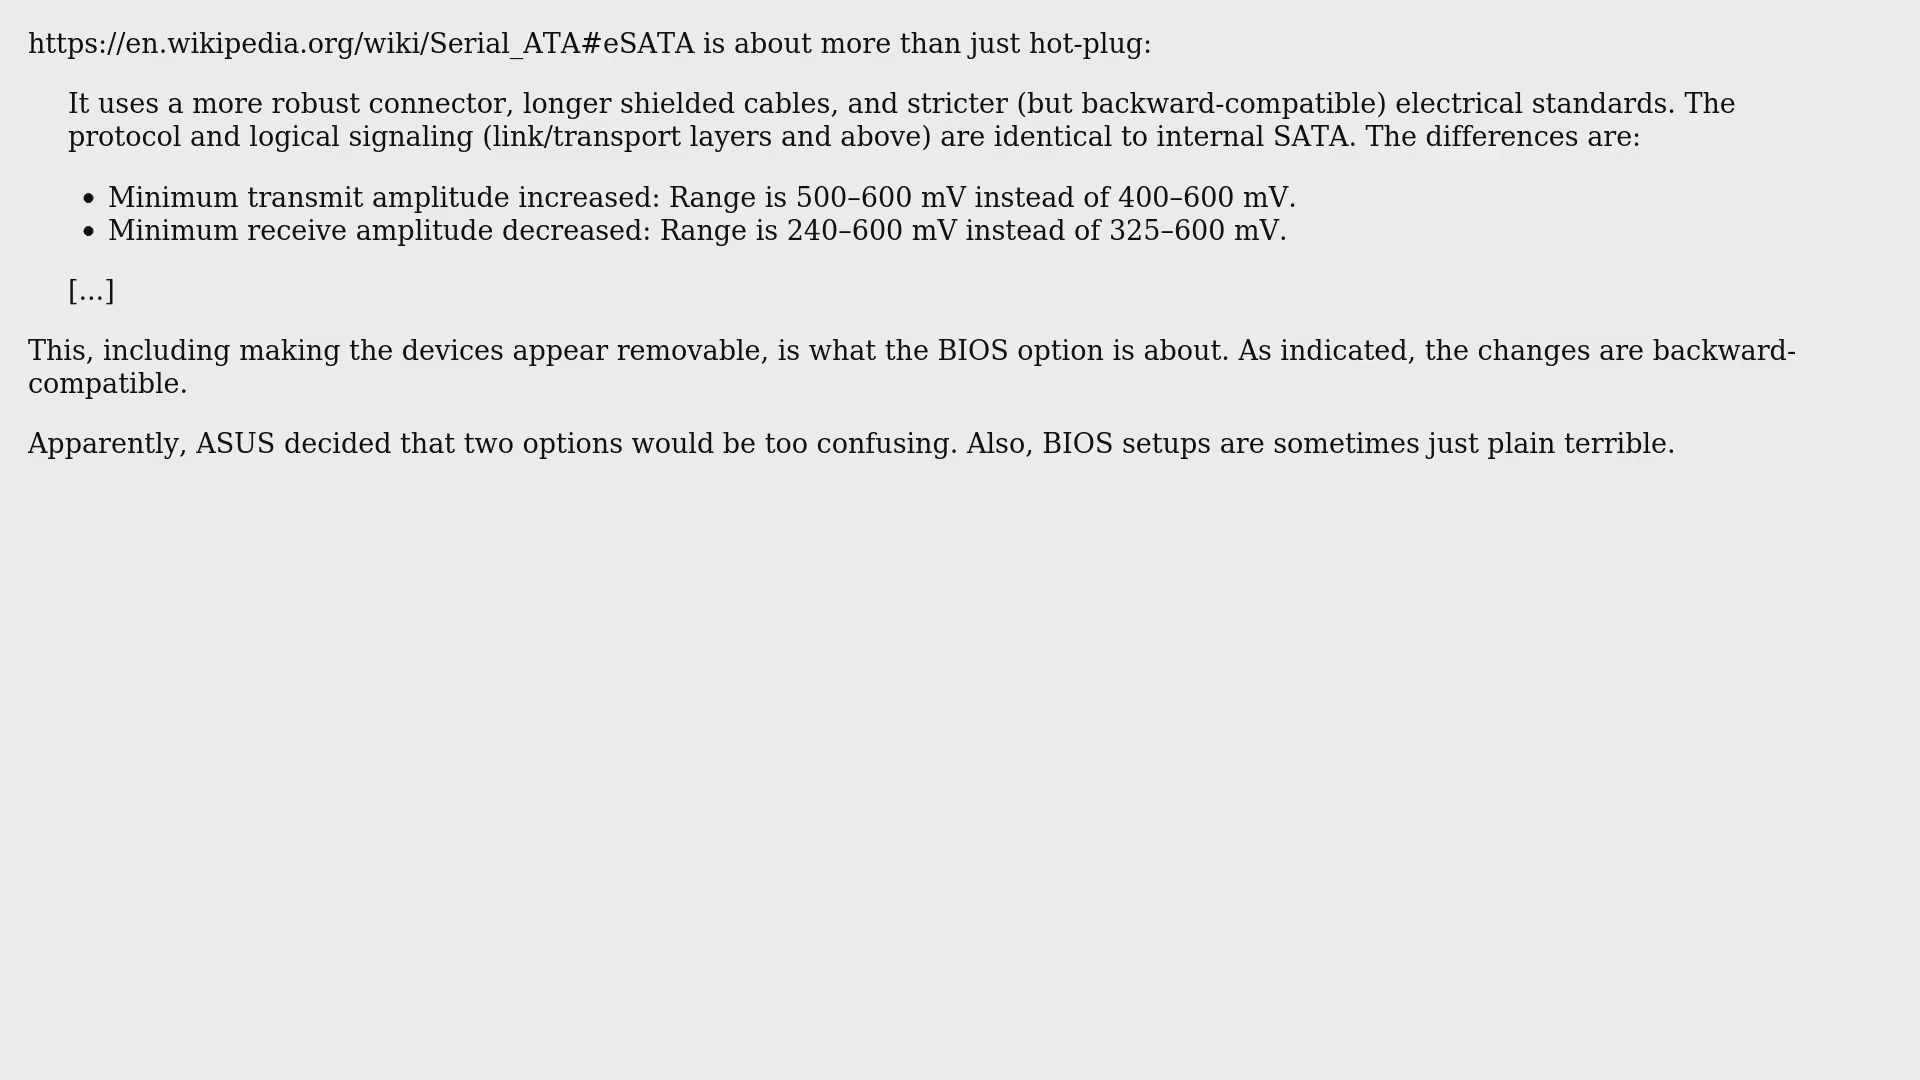 https://en.wikipedia.org/wiki/Serial_ATA#eSATA is about more than just hot-plug:
It uses a more robust connector, longer shielded cables, and stricter (but backward-compatible) electrical standards. The
protocol and logical signaling (link/transport layers and above) are identical to internal SATA. The differences are:
• Minimum transmit amplitude increased: Range is 500–600 mV instead of 400–600 mV.
• Minimum receive amplitude decreased: Range is 240–600 mV instead of 325–600 mV.
[...]
This, including making the devices appear removable, is what the BIOS option is about. As indicated, the changes are backward-
compatible.
Apparently, ASUS decided that two options would be too confusing. Also, BIOS setups are sometimes just plain terrible.